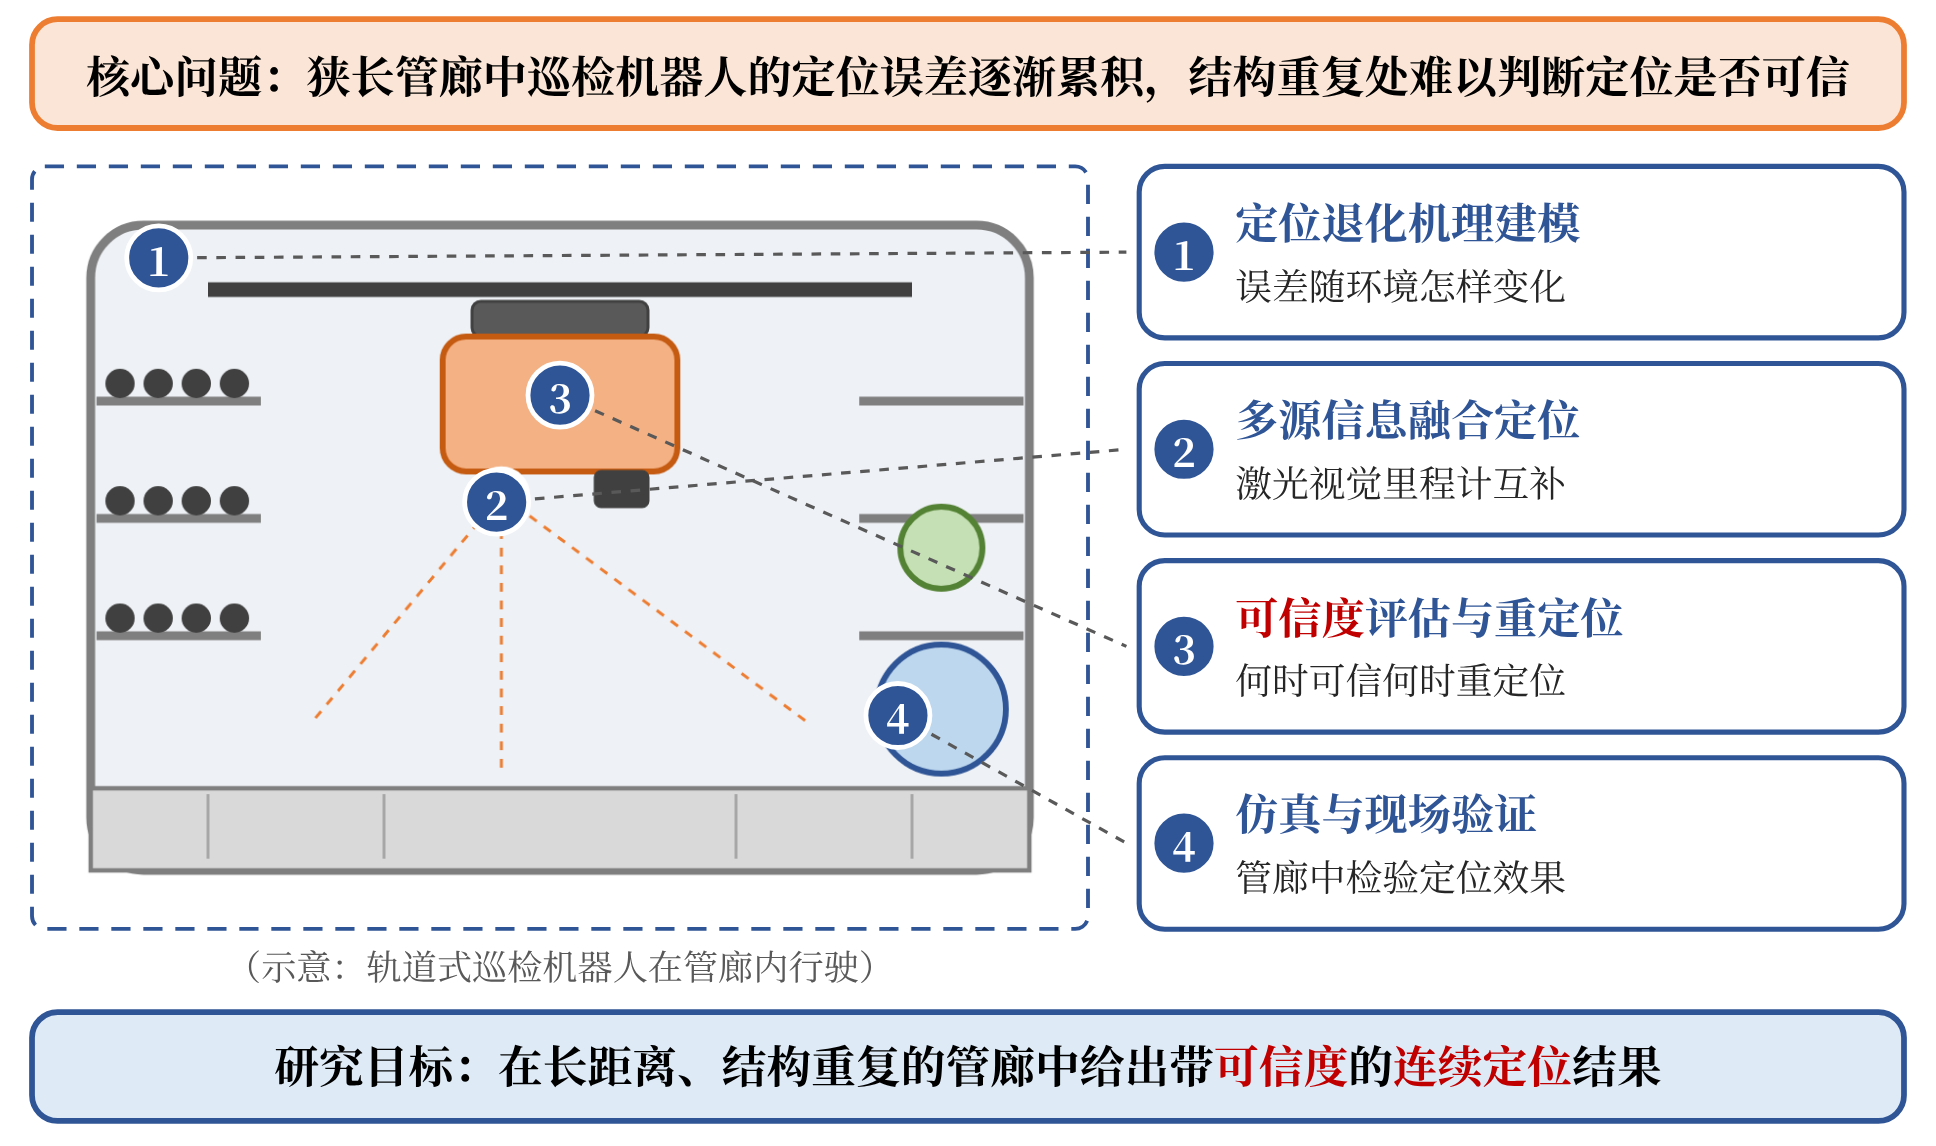 核心问题：狭长管廊中巡检机器人的定位误差逐渐累积，结构重复处难以判断定位是否可信
1
2
3
4
1
定位退化机理建模
误差随环境怎样变化
2
多源信息融合定位
激光视觉里程计互补
3
可信度评估与重定位
何时可信何时重定位
4
仿真与现场验证
管廊中检验定位效果
（示意：轨道式巡检机器人在管廊内行驶）
研究目标：在长距离、结构重复的管廊中给出带可信度的连续定位结果